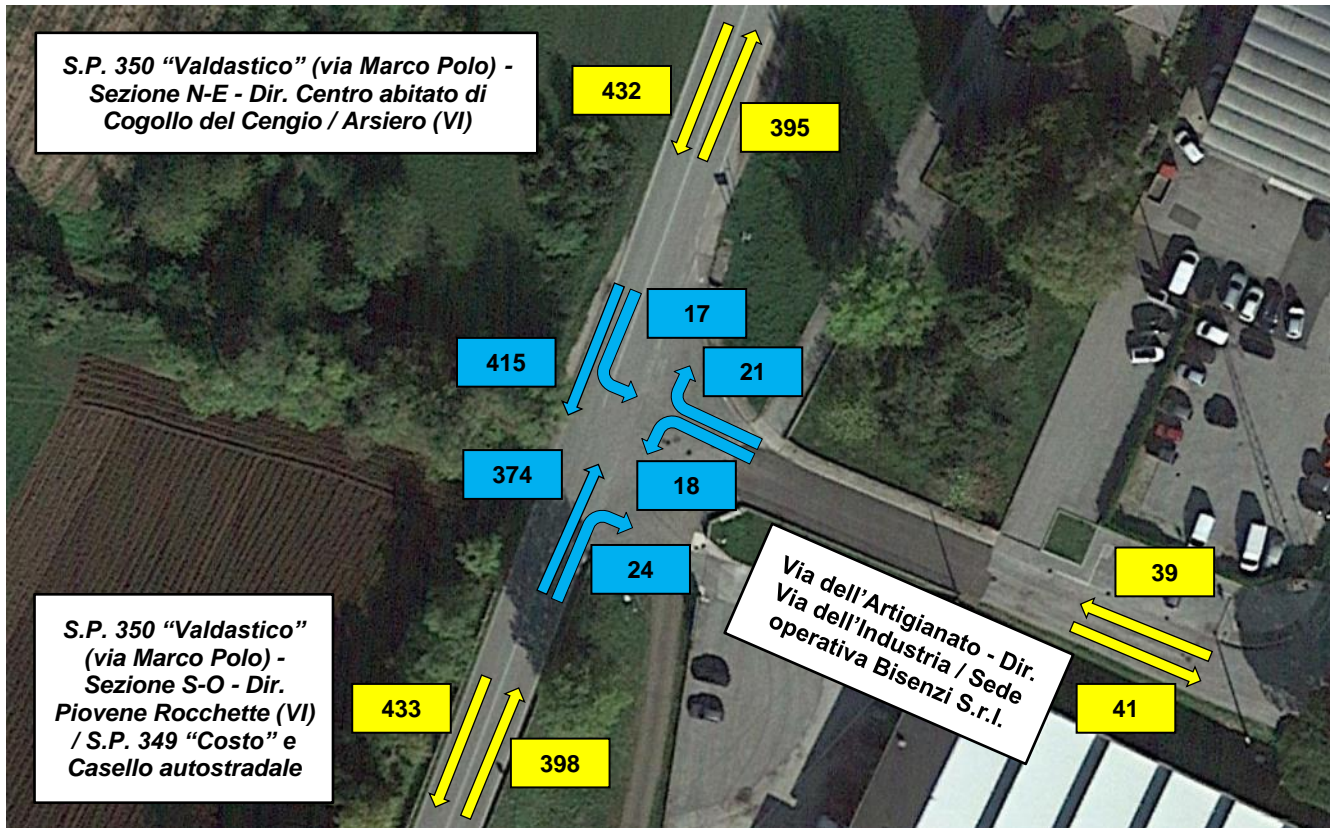 S.P. 350 “Valdastico” (via Marco Polo) -
Sezione N-E - Dir. Centro abitato di
Cogollo del Cengio / Arsiero (VI)
432
395
17
415
21
374
18
24
39
Via dell’Artigianato - Dir.
Via dell’Industria / Sede
operativa Bisenzi S.r.l.
41
S.P. 350 “Valdastico”
(via Marco Polo) -
Sezione S-O - Dir.
Piovene Rocchette (VI)
/ S.P. 349 “Costo” e
Casello autostradale
433
398